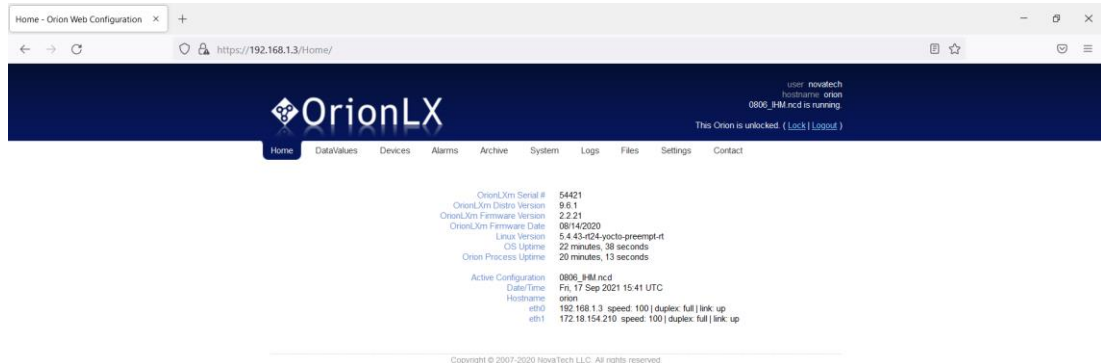 Home - Orion Web Configuration
https://192.168.1.3/Home/
user novatech
hostname orion
0806_IHM.ncd is running.
OrionLX
This Orion is unlocked. ( Lock | Logout )
Home DataValues Devices Alarms Archive System Logs Files Settings Contact
OrionLXm Serial # 54421
OrionLXm Distro Version 9.6.1
OrionLXm Firmware Version 2.2.21
OrionLXm Firmware Date 08/14/2020
Linux Version 5.4.43-rt24-yocto-preempt-rt
OS Uptime 22 minutes, 38 seconds
Orion Process Uptime 20 minutes, 13 seconds
Active Configuration 0806_IHM.ncd
Date/Time Fri, 17 Sep 2021 15:41 UTC
Hostname orion
eth0 192.168.1.3 speed: 100 | duplex: full | link: up
eth1 172.18.154.210 speed: 100 | duplex: full | link: up
Copyright © 2007-2020 NovaTech LLC. All rights reserved.